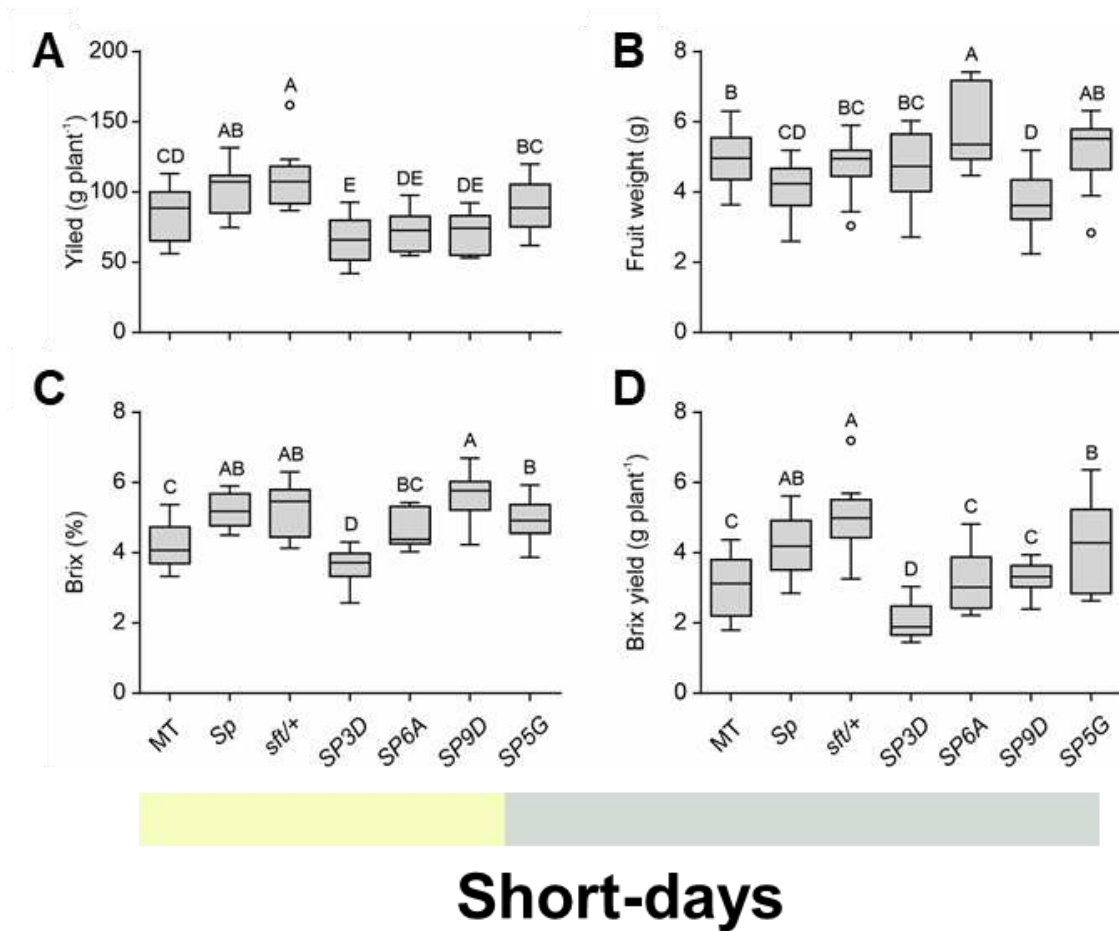 A
Yiled (g plant⁻¹)
200
150
100
50
0
CD
AB
A
E
DE
DE
BC
B
Fruit weight (g)
8
6
4
2
0
B
CD
BC
BC
A
D
AB
C
Brix (%)
8
6
4
2
0
C
AB
AB
D
BC
A
B
MT
Sp
sft/+
SP3D
SP6A
SP9D
SP5G
D
Brix yield (g plant⁻¹)
8
6
4
2
0
C
AB
A
D
C
C
B
MT
Sp
sft/+
SP3D
SP6A
SP9D
SP5G
Short-days